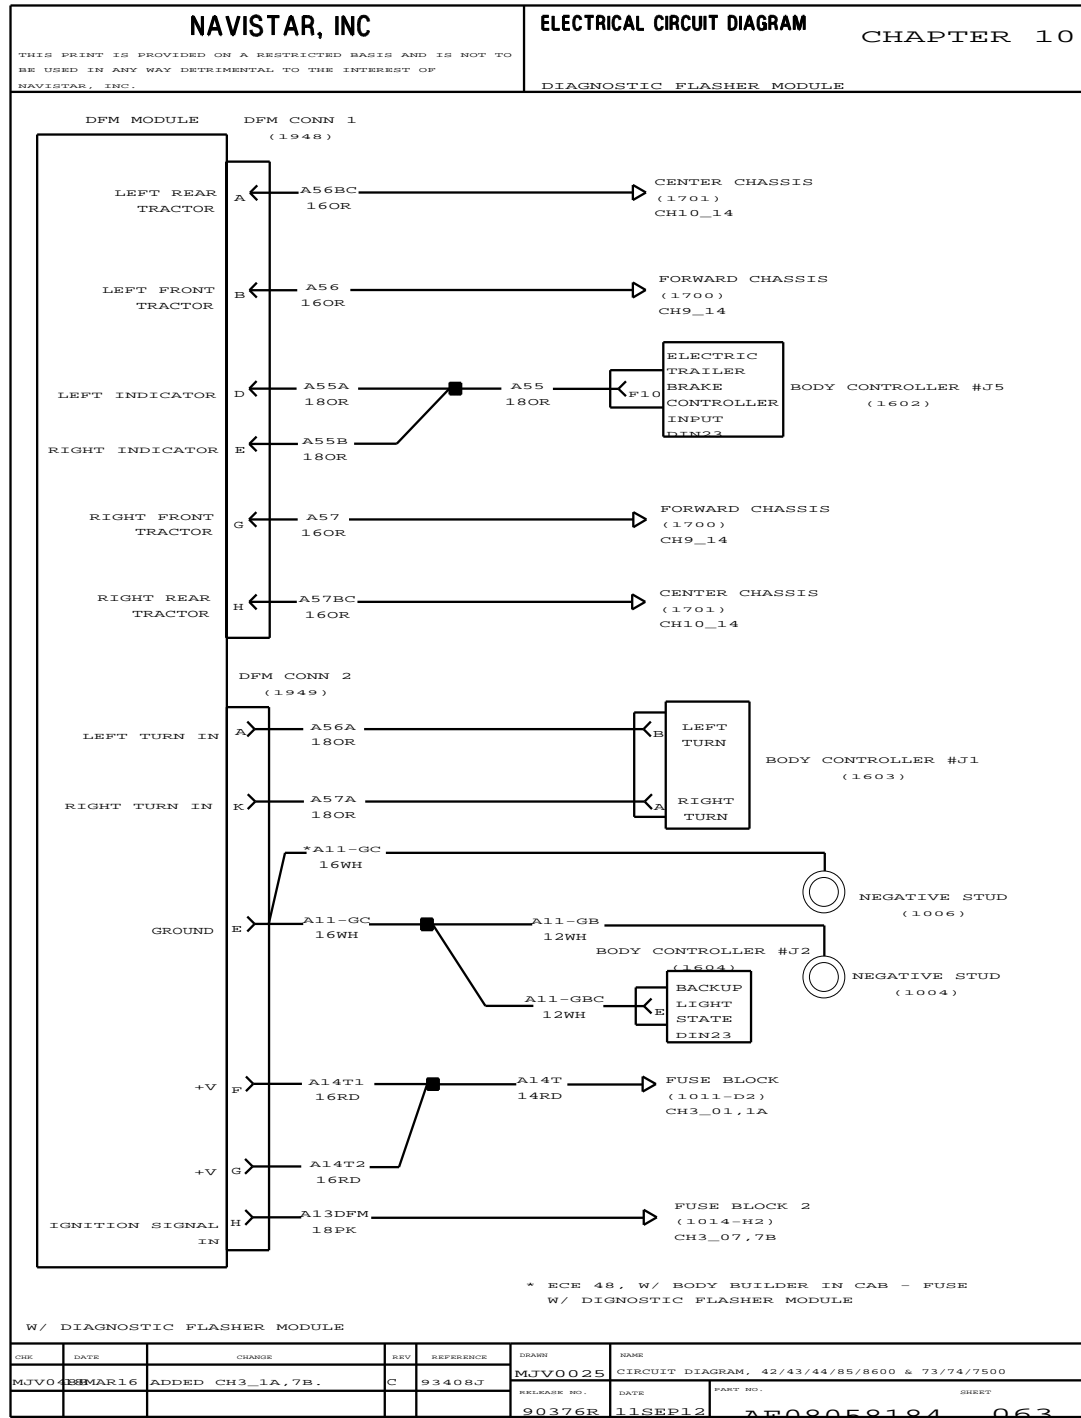 NAVISTAR, INC
THIS PRINT IS PROVIDED ON A RESTRICTED BASIS AND IS NOT TO
BE USED IN ANY WAY DETRIMENTAL TO THE INTEREST OF
NAVISTAR, INC.
ELECTRICAL CIRCUIT DIAGRAM
CHAPTER 10
DIAGNOSTIC FLASHER MODULE
DFM MODULE
DFM CONN 1
(1948)
LEFT REAR
TRACTOR
A
A56BC
16OR
CENTER CHASSIS
(1701)
CH10_14
LEFT FRONT
TRACTOR
B
A56
16OR
FORWARD CHASSIS
(1700)
CH9_14
LEFT INDICATOR
D
A55A
18OR
A55
18OR
F10
ELECTRIC
TRAILER
BRAKE
CONTROLLER
INPUT
DIN23
BODY CONTROLLER #J5
(1602)
RIGHT INDICATOR
E
A55B
18OR
RIGHT FRONT
TRACTOR
G
A57
16OR
FORWARD CHASSIS
(1700)
CH9_14
RIGHT REAR
TRACTOR
H
A57BC
16OR
CENTER CHASSIS
(1701)
CH10_14
DFM CONN 2
(1949)
LEFT TURN IN
A
A56A
18OR
B
LEFT
TURN
BODY CONTROLLER #J1
(1603)
RIGHT TURN IN
K
A57A
18OR
A
RIGHT
TURN
*A11-GC
16WH
NEGATIVE STUD
(1006)
GROUND
E
A11-GC
16WH
A11-GB
12WH
NEGATIVE STUD
(1004)
BODY CONTROLLER #J2
(1604)
A11-GBC
12WH
E
BACKUP
LIGHT
STATE
DIN23
+V
F
A14T1
16RD
A14T
14RD
FUSE BLOCK
(1011-D2)
CH3_01,1A
+V
G
A14T2
16RD
IGNITION SIGNAL
IN
H
A13DFM
18PK
FUSE BLOCK 2
(1014-H2)
CH3_07,7B
* ECE 48, W/ BODY BUILDER IN CAB - FUSE
W/ DIGNOSTIC FLASHER MODULE
W/ DIAGNOSTIC FLASHER MODULE
CHK DATE CHANGE REV REFERENCE
MJV04 MAR16 ADDED CH3_1A,7B. C 93408J
DRAWN
MJV0025
NAME
CIRCUIT DIAGRAM, 42/43/44/85/8600 & 73/74/7500
RELEASE NO.
90376R
DATE
11SEP12
PART NO.
AF08058184
SHEET
063